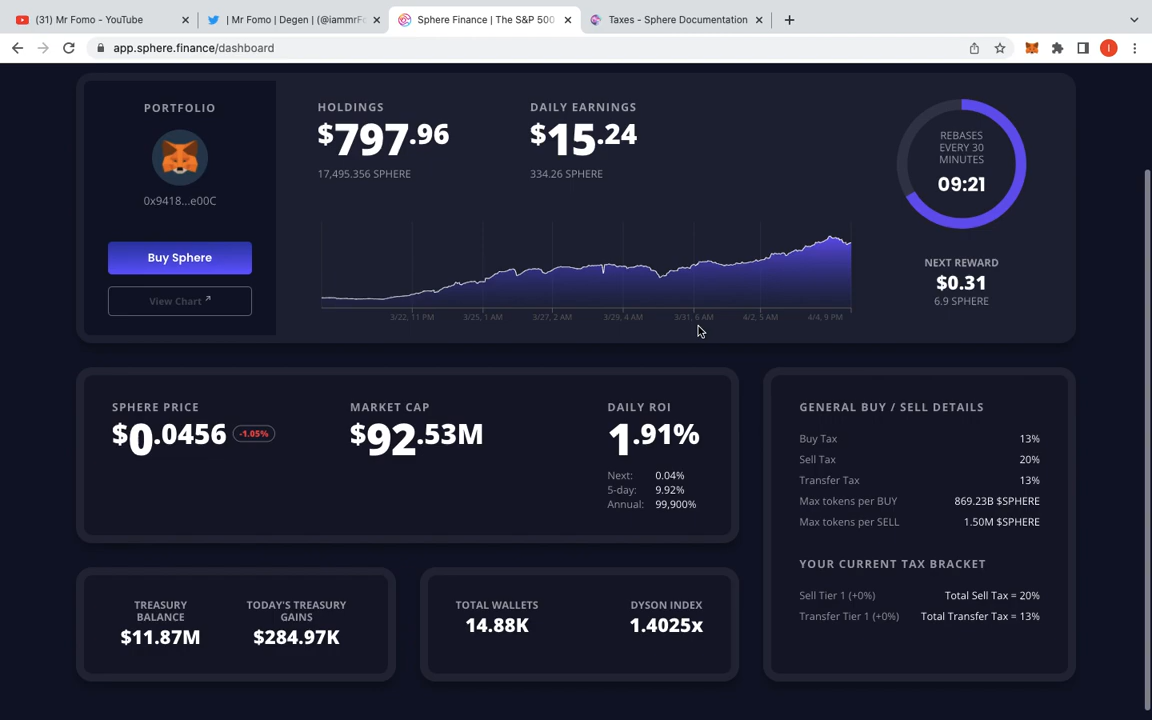 (31) Mr Fomo - YouTube
| Mr Fomo | Degen | (@iammrFo
Sphere Finance | The S&P 500
Taxes - Sphere Documentation
app.sphere.finance/dashboard
I
PORTFOLIO
0x9418...e00C
Buy Sphere
View Chart
HOLDINGS
$797.96
17,495.356 SPHERE
DAILY EARNINGS
$15.24
334.26 SPHERE
3/22, 11 PM
3/25, 1 AM
3/27, 2 AM
3/29, 4 AM
3/31, 6 AM
4/2, 5 AM
4/4, 9 PM
REBASES
EVERY 30
MINUTES
09:21
NEXT REWARD
$0.31
6.9 SPHERE
SPHERE PRICE
$0.0456 -1.05%
MARKET CAP
$92.53M
DAILY ROI
1.91%
Next: 0.04%
5-day: 9.92%
Annual: 99,900%
GENERAL BUY / SELL DETAILS
Buy Tax 13%
Sell Tax 20%
Transfer Tax 13%
Max tokens per BUY 869.23B $SPHERE
Max tokens per SELL 1.50M $SPHERE
YOUR CURRENT TAX BRACKET
Sell Tier 1 (+0%) Total Sell Tax = 20%
Transfer Tier 1 (+0%) Total Transfer Tax = 13%
TREASURY
BALANCE
$11.87M
TODAY'S TREASURY
GAINS
$284.97K
TOTAL WALLETS
14.88K
DYSON INDEX
1.4025x